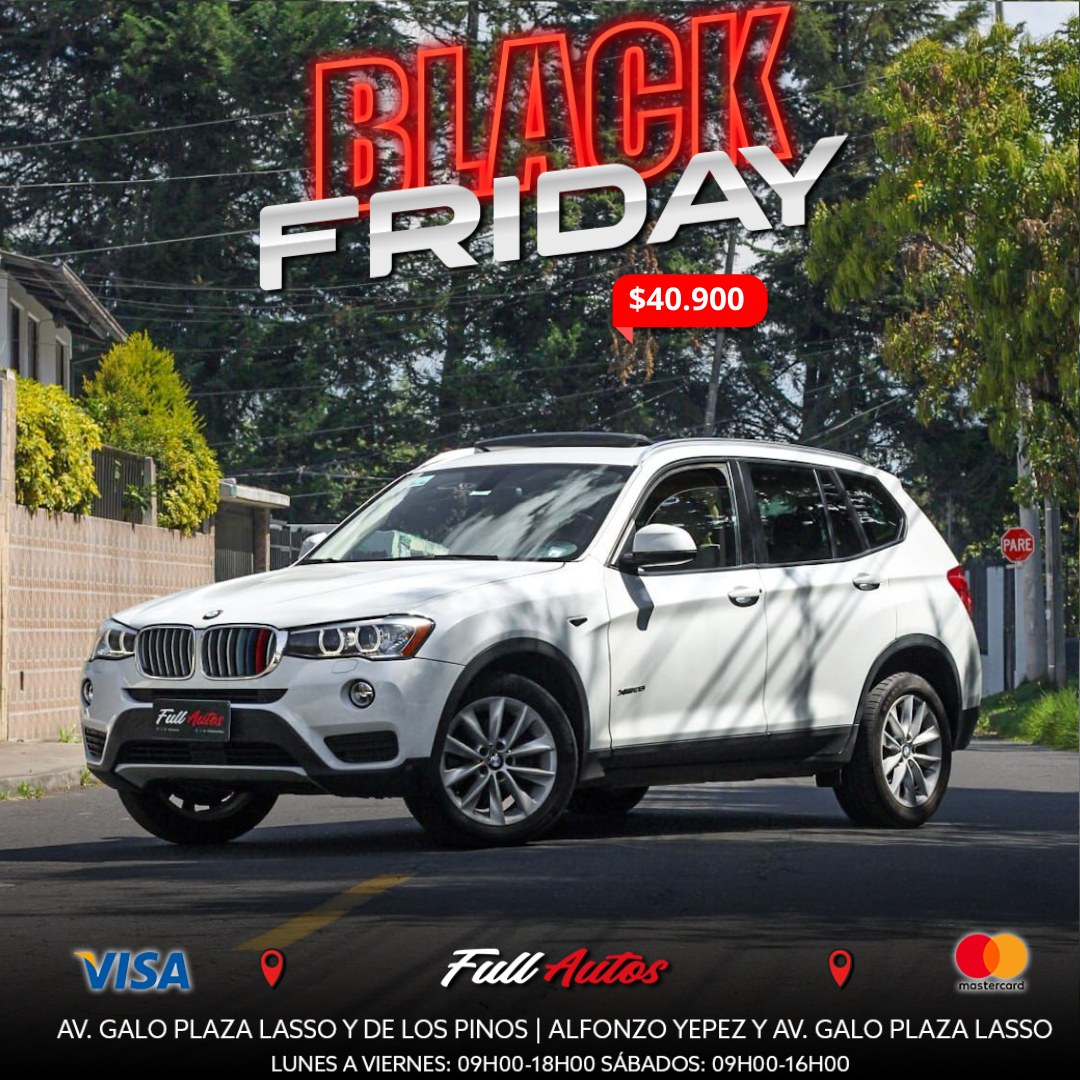 BLACK
FRIDAY
$40.900
PARE
Full Autos
VISA
Full Autos
mastercard
AV. GALO PLAZA LASSO Y DE LOS PINOS | ALFONZO YEPEZ Y AV. GALO PLAZA LASSO
LUNES A VIERNES: 09H00-18H00 SÁBADOS: 09H00-16H00